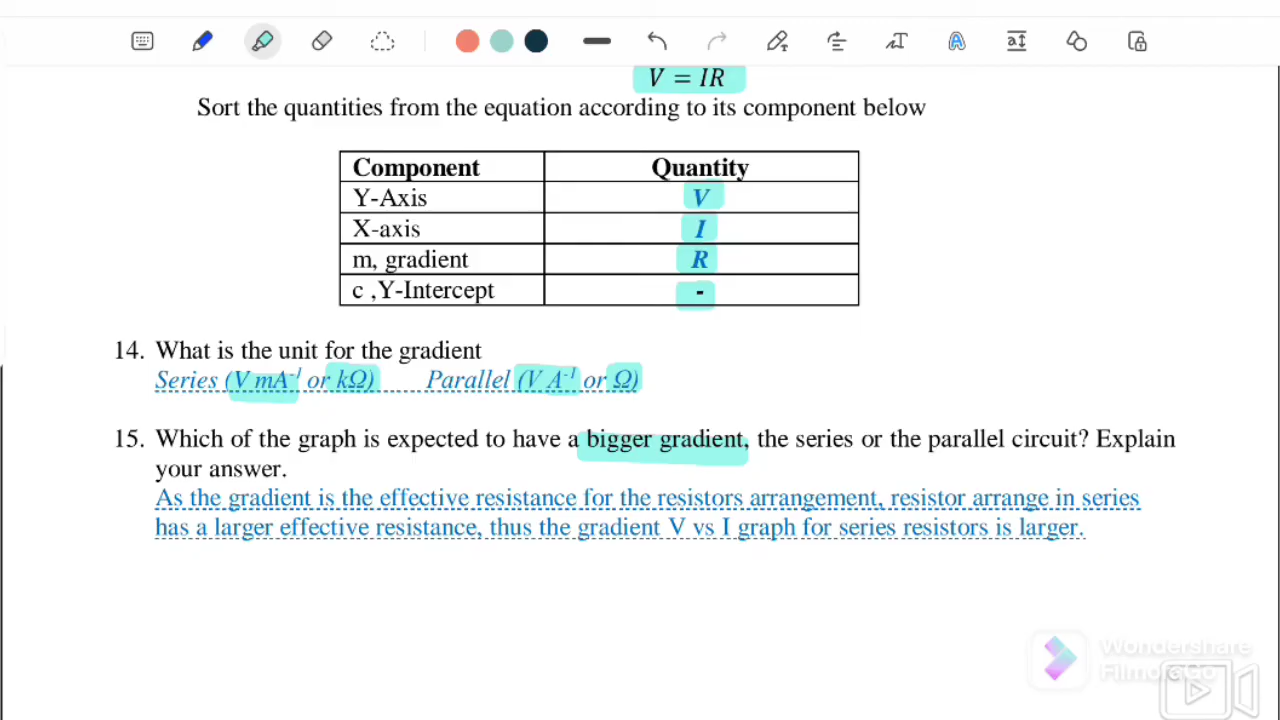 V = IR
Sort the quantities from the equation according to its component below
Component Quantity
Y-Axis V
X-axis I
m, gradient R
c ,Y-Intercept -
14. What is the unit for the gradient
Series (V mA⁻¹ or kΩ) Parallel (V A⁻¹ or Ω)
15. Which of the graph is expected to have a bigger gradient, the series or the parallel circuit? Explain
your answer.
As the gradient is the effective resistance for the resistors arrangement, resistor arrange in series
has a larger effective resistance, thus the gradient V vs I graph for series resistors is larger.
Wondershare
FilmoraGo